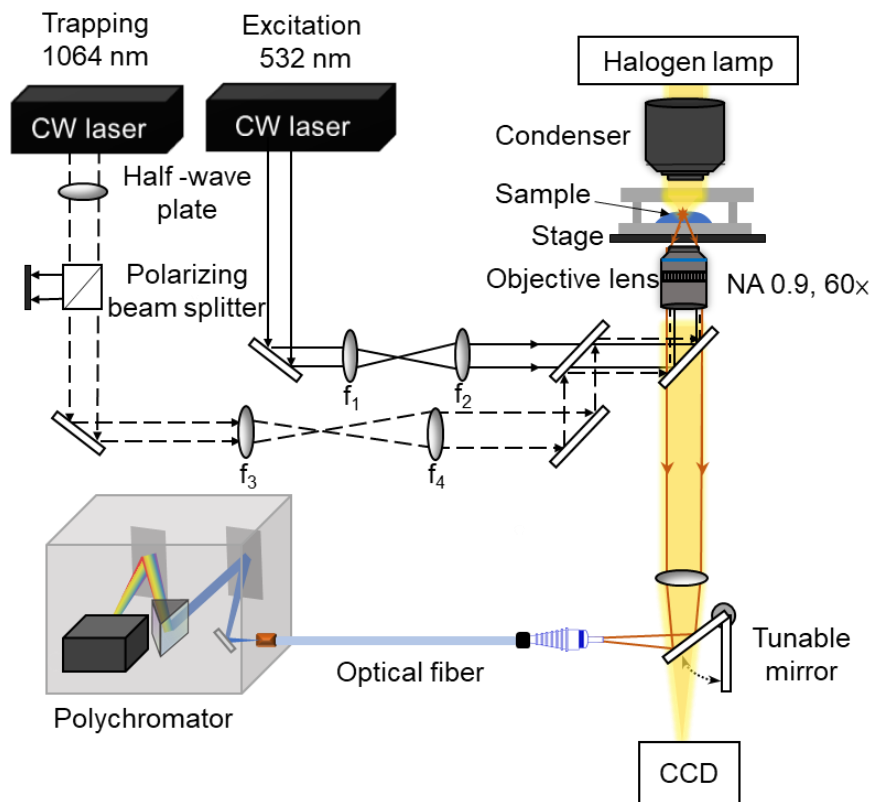 Trapping
1064 nm
Excitation
532 nm
Halogen lamp
CW laser
CW laser
Condenser
Half -wave
plate
Sample
Stage
Polarizing
beam splitter
Objective lens
NA 0.9, 60×
f₁
f₂
f₃
f₄
Optical fiber
Tunable
mirror
Polychromator
CCD